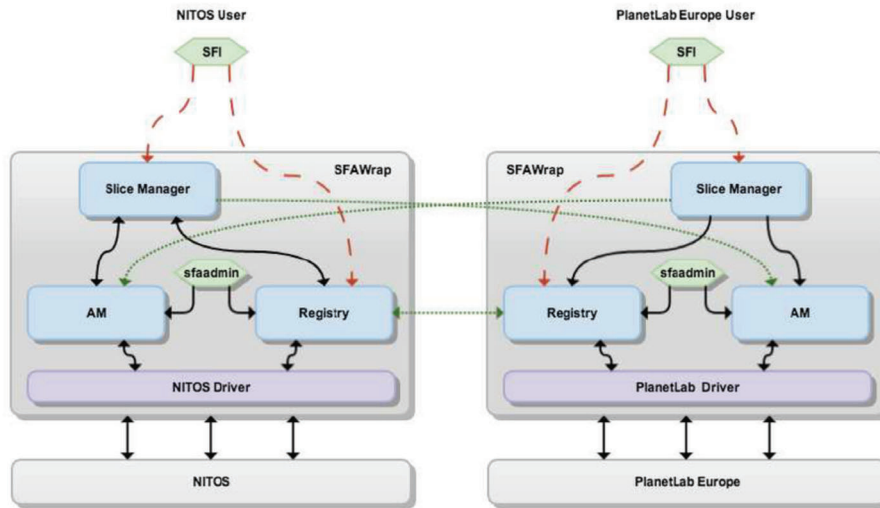 NITOS User
PlanetLab Europe User
SFI
SFI
SFAWrap
SFAWrap
Slice Manager
Slice Manager
sfaadmin
sfaadmin
AM
Registry
Registry
AM
NITOS Driver
PlanetLab Driver
NITOS
PlanetLab Europe